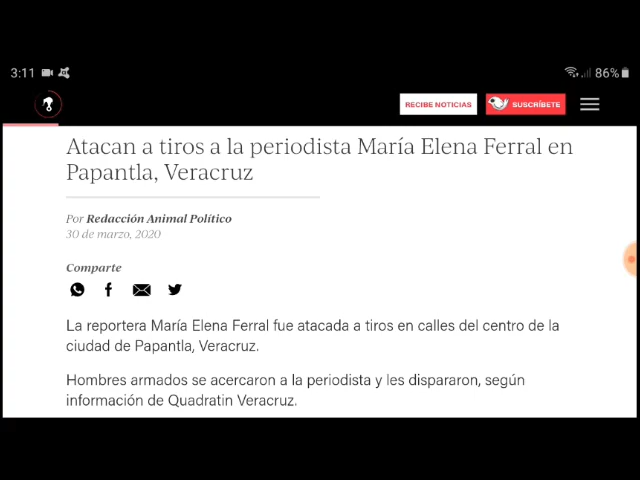 3:11
86%
RECIBE NOTICIAS
SUSCRÍBETE
Atacan a tiros a la periodista María Elena Ferral en
Papantla, Veracruz
Por Redacción Animal Político
30 de marzo, 2020
Comparte
La reportera María Elena Ferral fue atacada a tiros en calles del centro de la
ciudad de Papantla, Veracruz.
Hombres armados se acercaron a la periodista y les dispararon, según
información de Quadratin Veracruz.